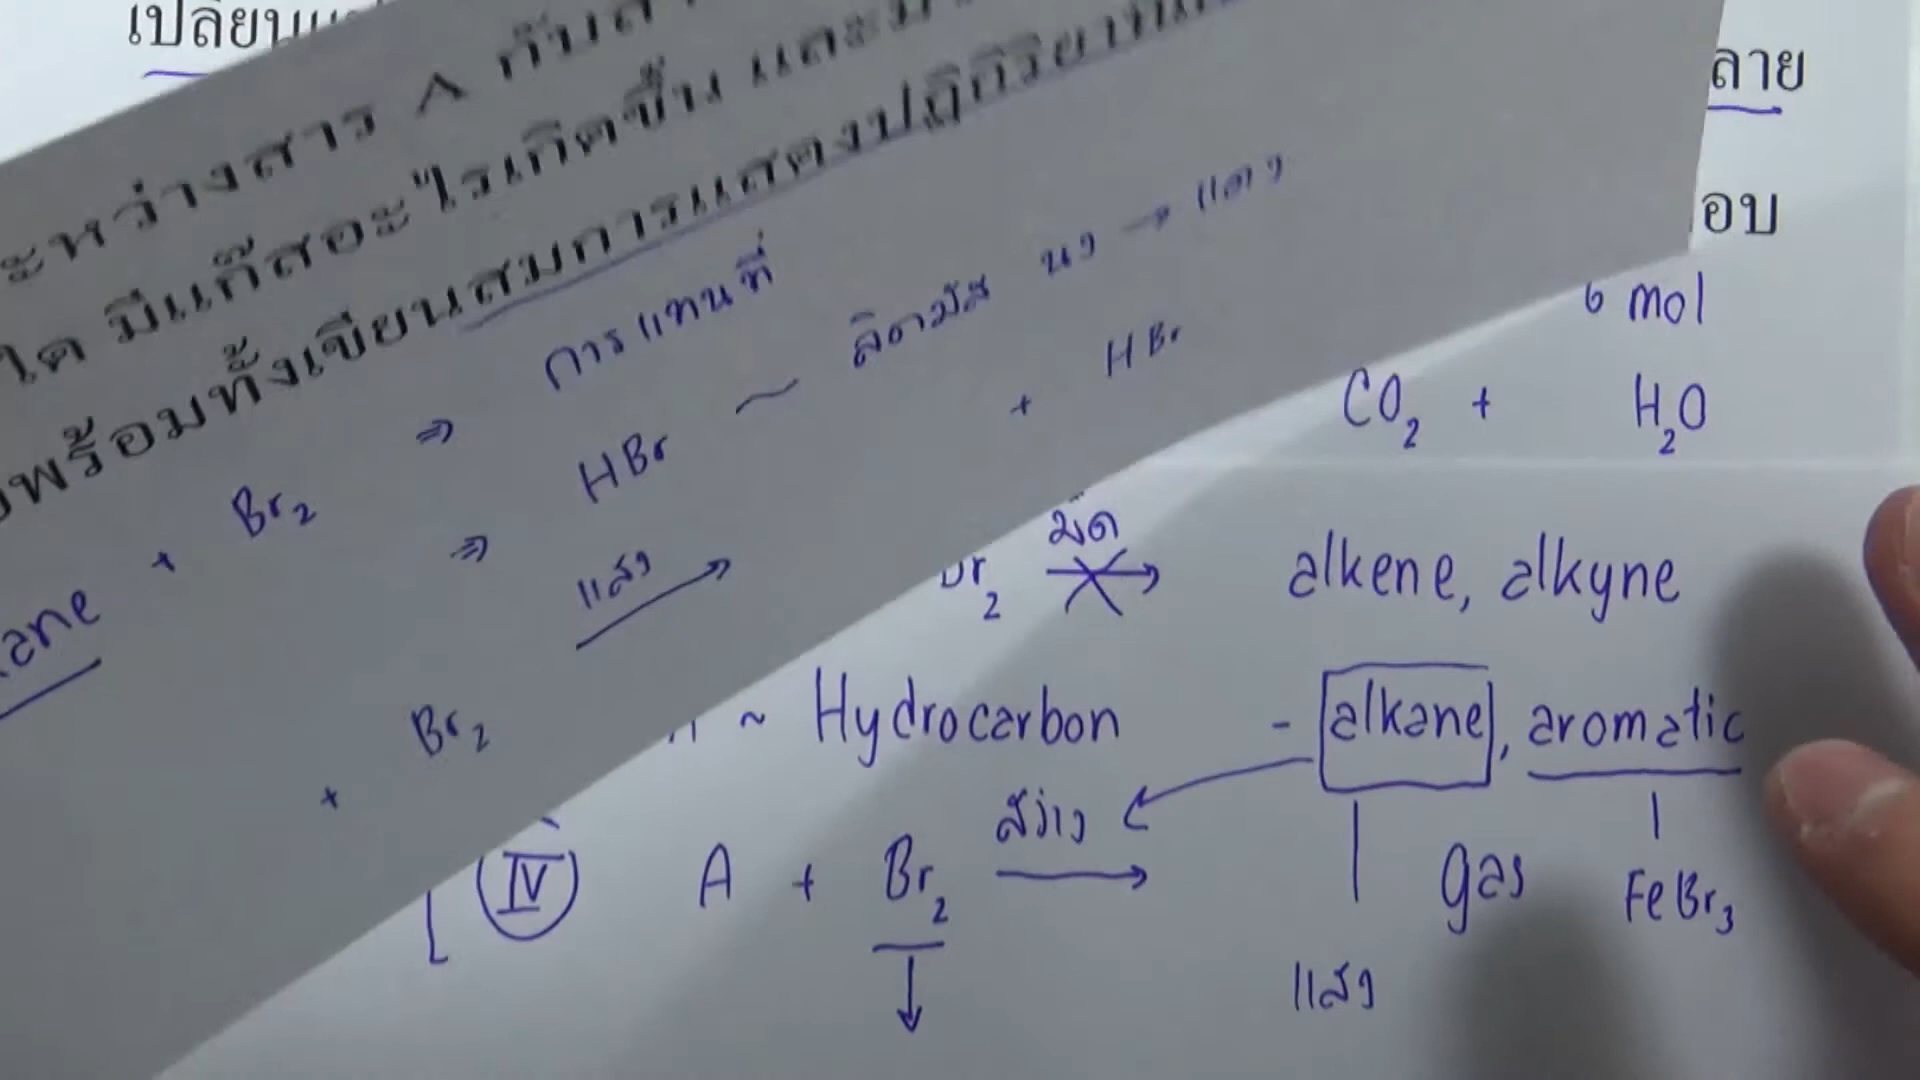 เปลี่ยน
ะหว่างสาร A กับส
ใด มีแก๊สอะไรเกิดขึ้น และม
พร้อมทั้งเขียนสมการแสดงปฏิกิริยา
การแทนที่
ane + Br₂ ⇒ HBr ~ ลิตมัส นง → แดง
⇒
+ Br₂ แสง → + HBr
ลาย
อบ
6 mol
CO₂ + H₂O
Br₂ มืด → alkene, alkyne
~ Hydrocarbon - alkane, aromatic
IV A + Br₂ สว่าง → gas FeBr₃
แสง